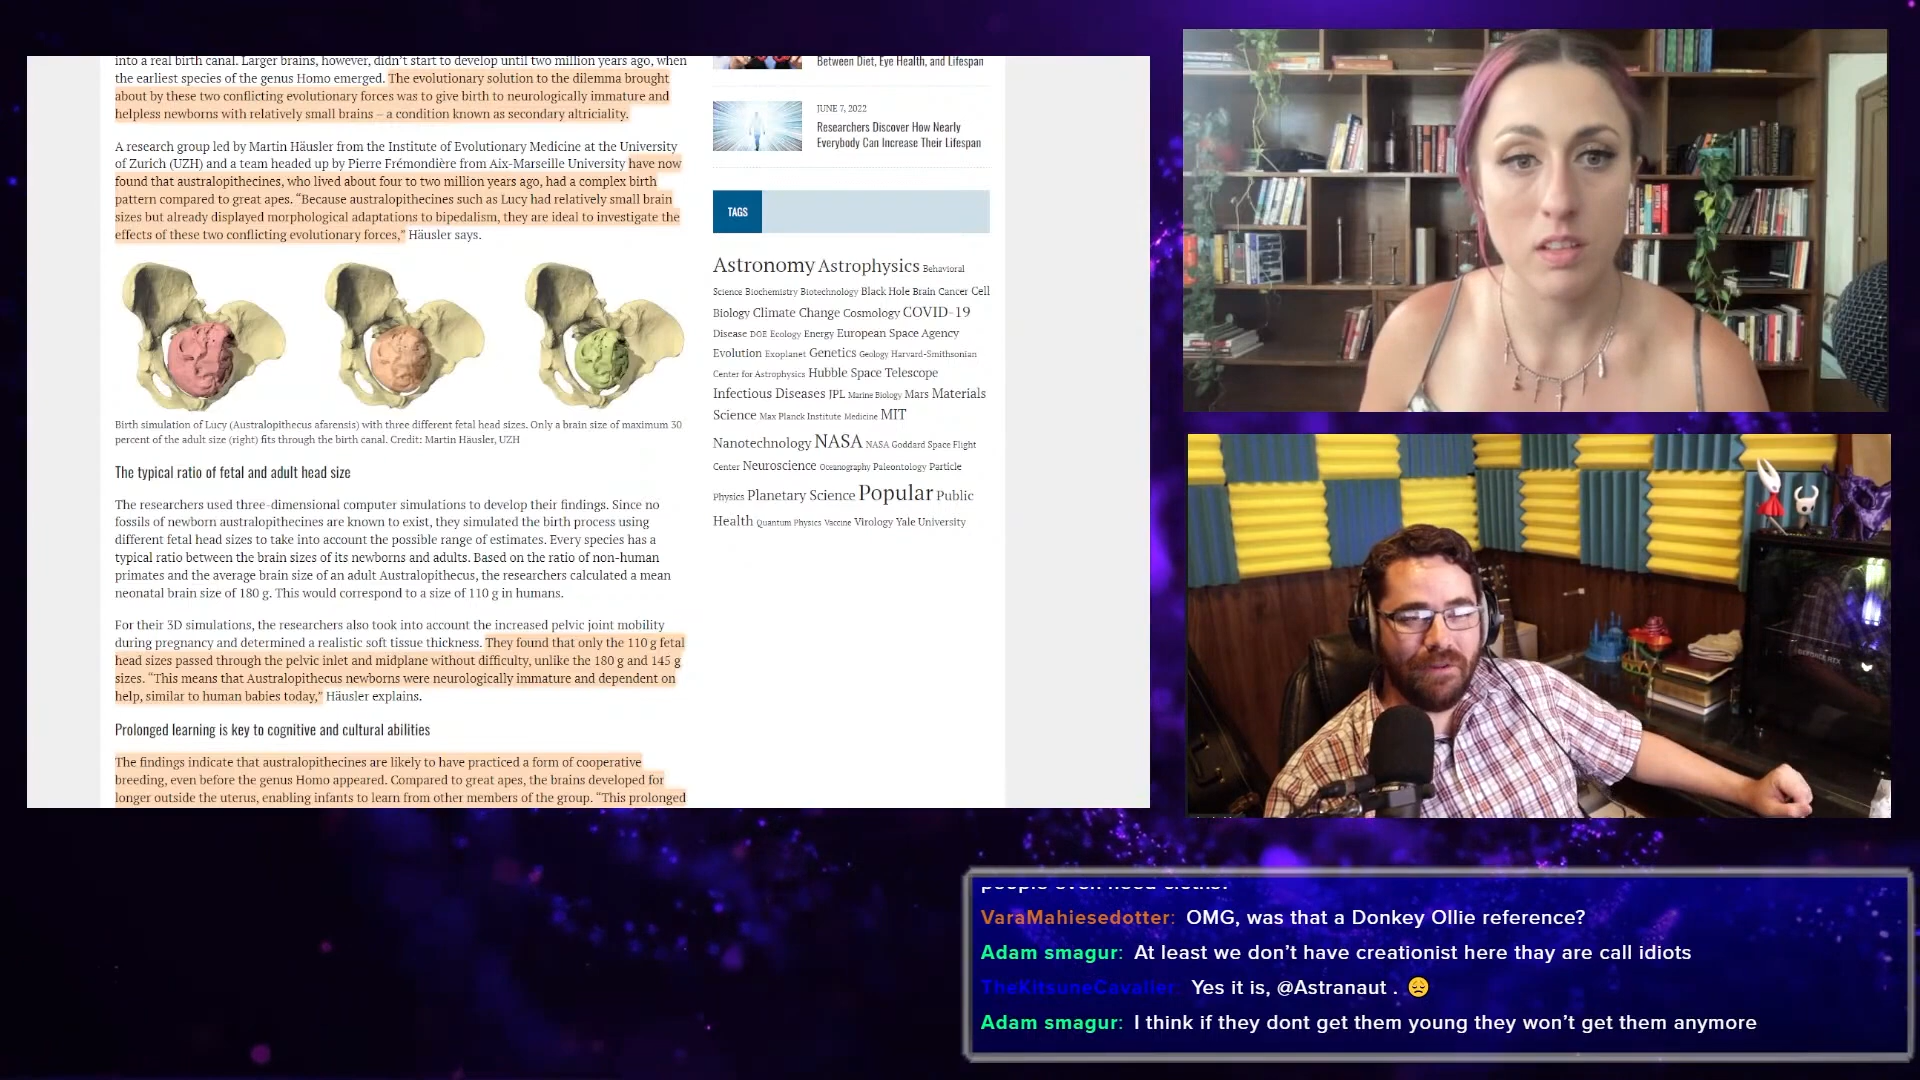 into a real birth canal. Larger brains, however, didn't start to develop until two million years ago, when
the earliest species of the genus Homo emerged. The evolutionary solution to the dilemma brought
about by these two conflicting evolutionary forces was to give birth to neurologically immature and
helpless newborns with relatively small brains – a condition known as secondary altriciality.
A research group led by Martin Häusler from the Institute of Evolutionary Medicine at the University
of Zurich (UZH) and a team headed up by Pierre Frémondière from Aix-Marseille University have now
found that australopithecines, who lived about four to two million years ago, had a complex birth
pattern compared to great apes. “Because australopithecines such as Lucy had relatively small brain
sizes but already displayed morphological adaptations to bipedalism, they are ideal to investigate the
effects of these two conflicting evolutionary forces,” Häusler says.
Birth simulation of Lucy (Australopithecus afarensis) with three different fetal head sizes. Only a brain size of maximum 30
percent of the adult size (right) fits through the birth canal. Credit: Martin Häusler, UZH
The typical ratio of fetal and adult head size
The researchers used three-dimensional computer simulations to develop their findings. Since no
fossils of newborn australopithecines are known to exist, they simulated the birth process using
different fetal head sizes to take into account the possible range of estimates. Every species has a
typical ratio between the brain sizes of its newborns and adults. Based on the ratio of non-human
primates and the average brain size of an adult Australopithecus, the researchers calculated a mean
neonatal brain size of 180 g. This would correspond to a size of 110 g in humans.
For their 3D simulations, the researchers also took into account the increased pelvic joint mobility
during pregnancy and determined a realistic soft tissue thickness. They found that only the 110 g fetal
head sizes passed through the pelvic inlet and midplane without difficulty, unlike the 180 g and 145 g
sizes. “This means that Australopithecus newborns were neurologically immature and dependent on
help, similar to human babies today,” Häusler explains.
Prolonged learning is key to cognitive and cultural abilities
The findings indicate that australopithecines are likely to have practiced a form of cooperative
breeding, even before the genus Homo appeared. Compared to great apes, the brains developed for
longer outside the uterus, enabling infants to learn from other members of the group. “This prolonged
Between Diet, Eye Health, and Lifespan
JUNE 7, 2022
Researchers Discover How Nearly
Everybody Can Increase Their Lifespan
TAGS
Astronomy Astrophysics Behavioral
Science Biochemistry Biotechnology Black Hole Brain Cancer Cell
Biology Climate Change Cosmology COVID-19
Disease DOE Ecology Energy European Space Agency
Evolution Exoplanet Genetics Geology Harvard-Smithsonian
Center for Astrophysics Hubble Space Telescope
Infectious Diseases JPL Marine Biology Mars Materials
Science Max Planck Institute Medicine MIT
Nanotechnology NASA NASA Goddard Space Flight
Center Neuroscience Oceanography Paleontology Particle
Physics Planetary Science Popular Public
Health Quantum Physics Vaccine Virology Yale University
GEFORCE RTX
VaraMahiesedotter: OMG, was that a Donkey Ollie reference?
Adam smagur: At least we don't have creationist here thay are call idiots
TheKitsuneCavalier: Yes it is, @Astranaut . 😔
Adam smagur: I think if they dont get them young they won't get them anymore